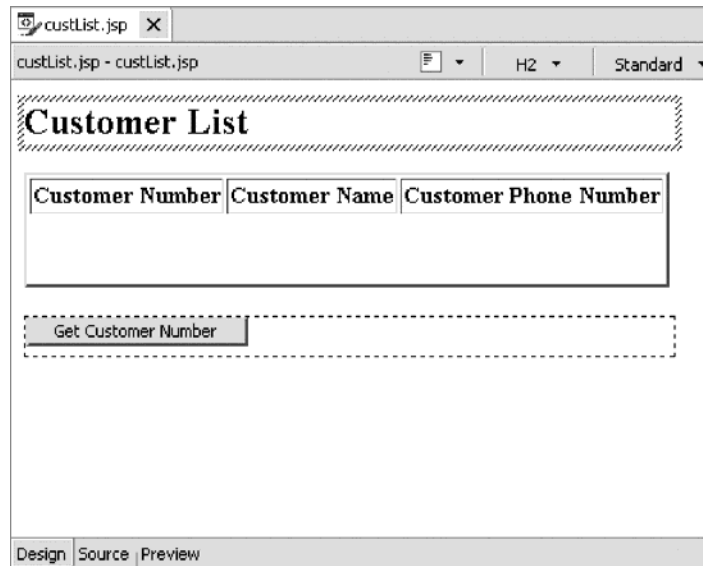 custList.jsp X
custList.jsp - custList.jsp H2 Standard
Customer List
Customer Number Customer Name Customer Phone Number
Get Customer Number
Design Source Preview